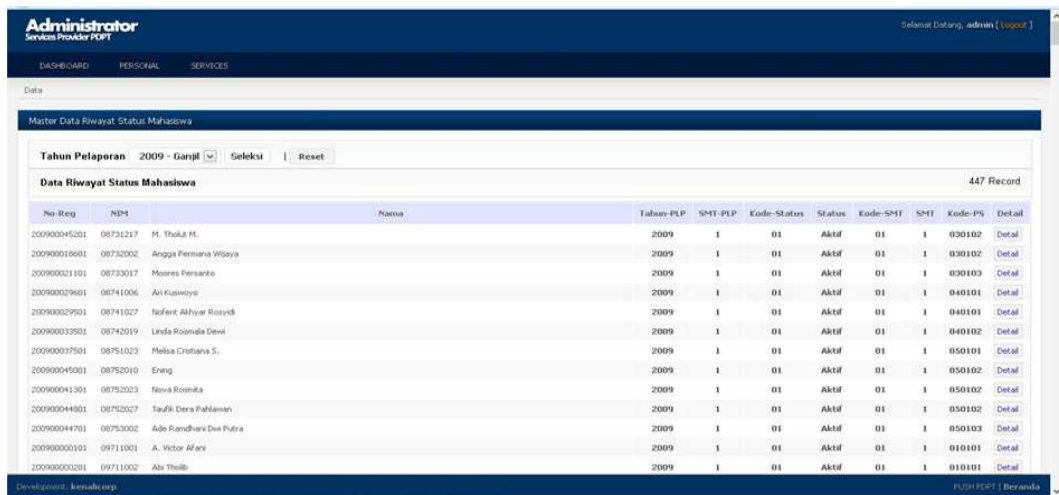 Administrator
Services Provider PDPT
Selamat Datang, admin [ Logout ]
DASHBOARD PERSONAL SERVICES
Data
Master Data Riwayat Status Mahasiswa
Tahun Pelaporan 2009 - Ganjil Seleksi | Reset
Data Riwayat Status Mahasiswa 447 Record
No-Reg NIM Nama Tahun-PLP SMT-PLP Kode-Status Status Kode-SMT SMT Kode-PS Detail
200900045201 08731217 M. Tholut M. 2009 1 01 Aktif 01 1 030102 Detail
200900018601 08732002 Angga Permana Wijaya 2009 1 01 Aktif 01 1 030102 Detail
200900021101 08733017 Moores Persanto 2009 1 01 Aktif 01 1 030103 Detail
200900029601 08741006 Ari Kuswoyo 2009 1 01 Aktif 01 1 040101 Detail
200900029501 08741027 Nofent Akhyar Rosyidi 2009 1 01 Aktif 01 1 040101 Detail
200900033501 08742019 Linda Rosmala Dewi 2009 1 01 Aktif 01 1 040102 Detail
200900037501 08751023 Melisa Cristiana S. 2009 1 01 Aktif 01 1 050101 Detail
200900045001 08752010 Ening 2009 1 01 Aktif 01 1 050102 Detail
200900041301 08752023 Nova Rosmita 2009 1 01 Aktif 01 1 050102 Detail
200900044801 08752027 Taufik Dera Pahlawan 2009 1 01 Aktif 01 1 050102 Detail
200900044701 08753002 Ade Ramdhani Dwi Putra 2009 1 01 Aktif 01 1 050103 Detail
200900000101 09711001 A. Victor Afani 2009 1 01 Aktif 01 1 010101 Detail
200900000201 09711002 Abi Tholib 2009 1 01 Aktif 01 1 010101 Detail
Development: kenalicorp PUSH PDPT | Beranda